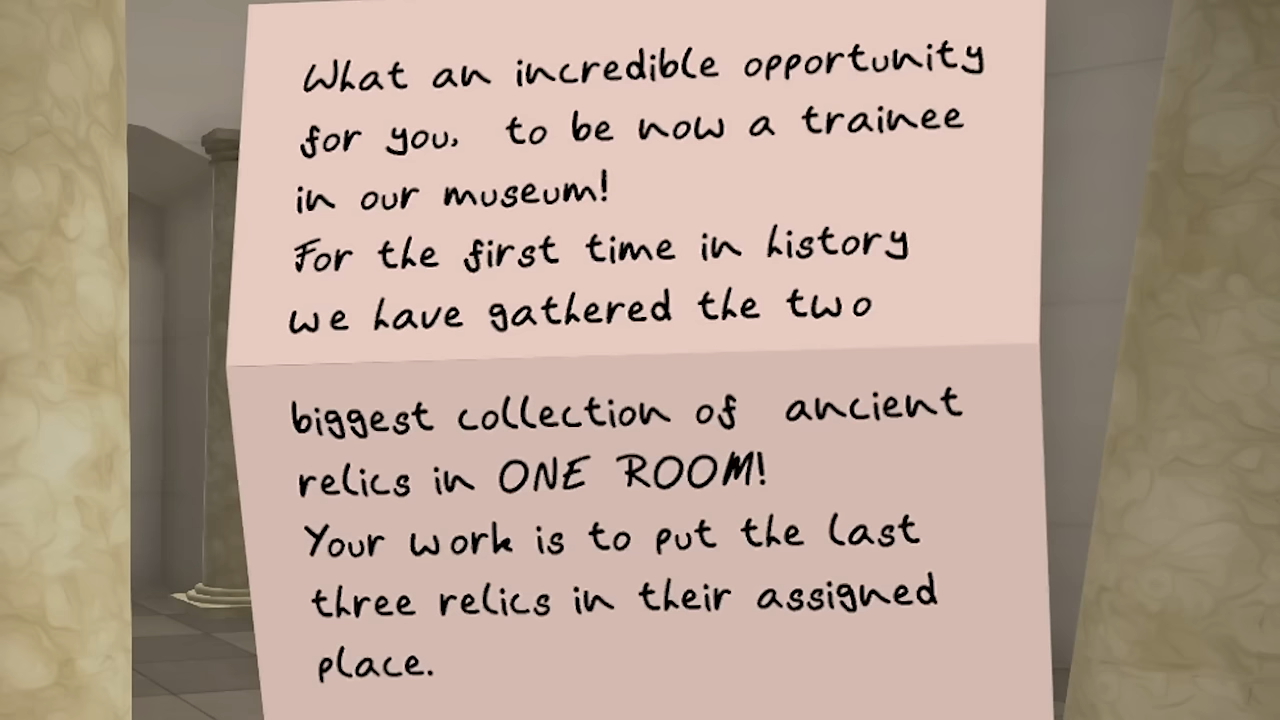 What an incredible opportunity
for you, to be now a trainee
in our museum!
For the first time in history
we have gathered the two
biggest collection of ancient
relics in ONE ROOM!
Your work is to put the last
three relics in their assigned
place.